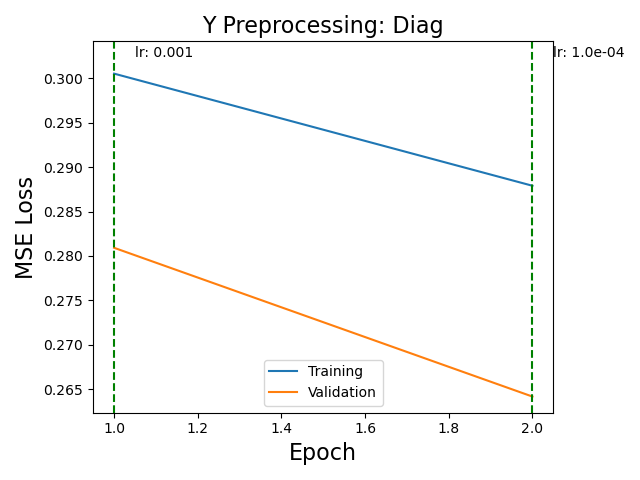 Y Preprocessing: Diag
lr: 0.001
lr: 1.0e-04
0.300
0.295
0.290
0.285
0.280
0.275
0.270
0.265
MSE Loss
Training
Validation
1.0 1.2 1.4 1.6 1.8 2.0
Epoch